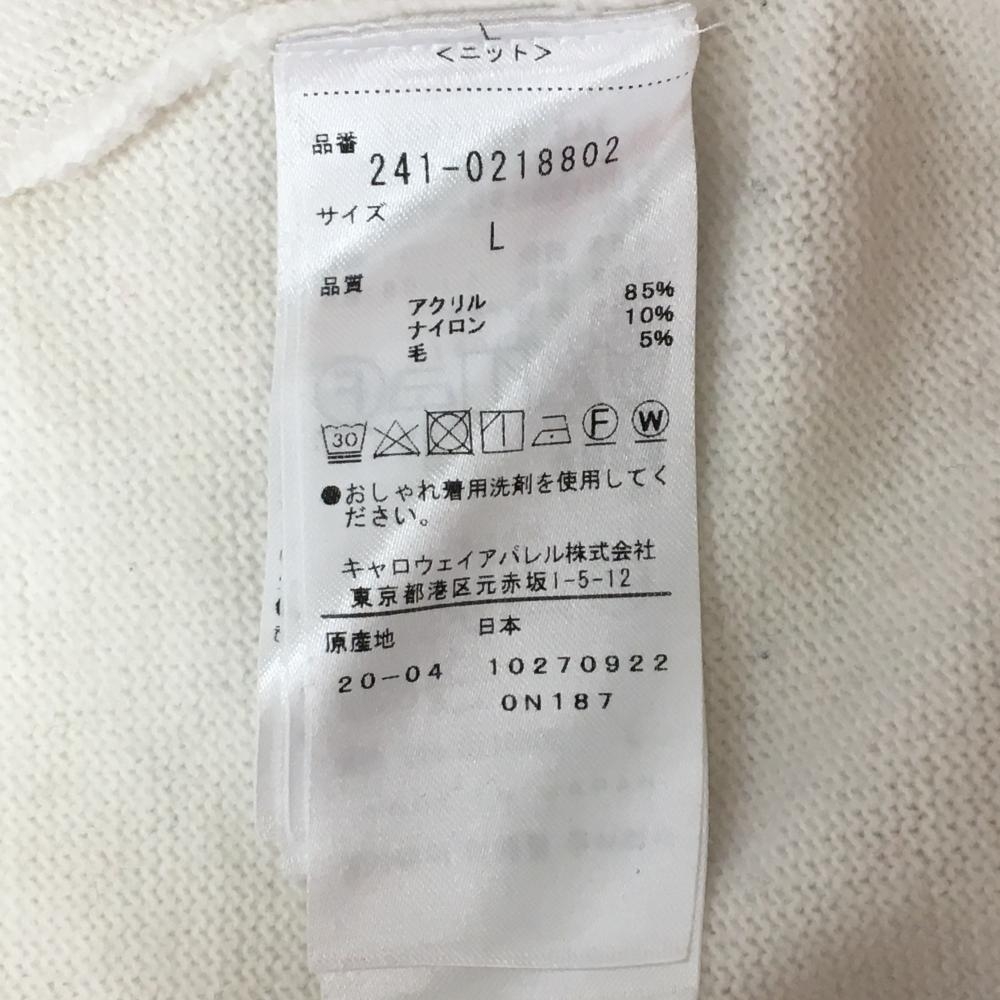 L
<ニット>
品番
241-0218802
サイズ
L
品質
アクリル 85%
ナイロン 10%
毛 5%
30 F W
●おしゃれ着用洗剤を使用してく
ださい。
キャロウェイアパレル株式会社
東京都港区元赤坂1-5-12
原産地 日本
20-04 10270922
0N187